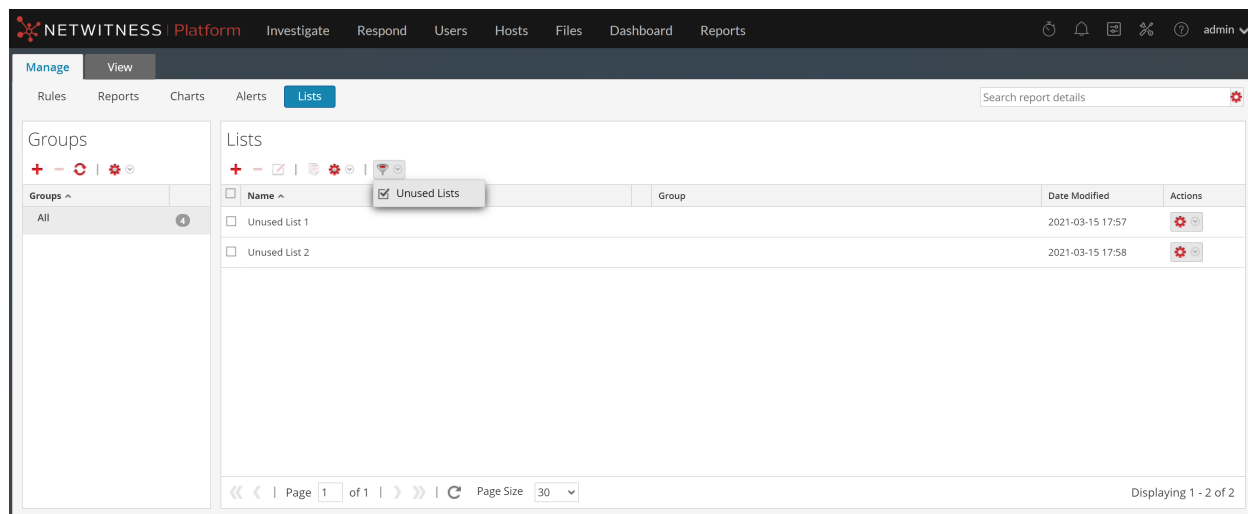 NETWITNESS Platform Investigate Respond Users Hosts Files Dashboard Reports admin
Manage View
Rules Reports Charts Alerts Lists Search report details
Groups
Groups
All 4
Lists
Unused Lists
Name Group Date Modified Actions
Unused List 1 2021-03-15 17:57
Unused List 2 2021-03-15 17:58
Page 1 of 1 Page Size 30 Displaying 1 - 2 of 2